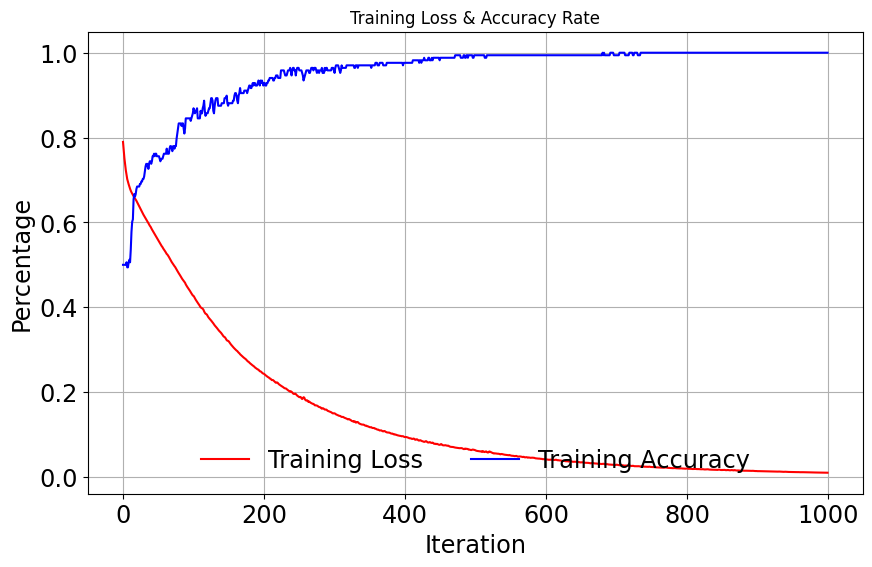 Training Loss & Accuracy Rate
1.0
0.8
0.6
0.4
0.2
0.0
Percentage
Training Loss
Training Accuracy
0 200 400 600 800 1000
Iteration